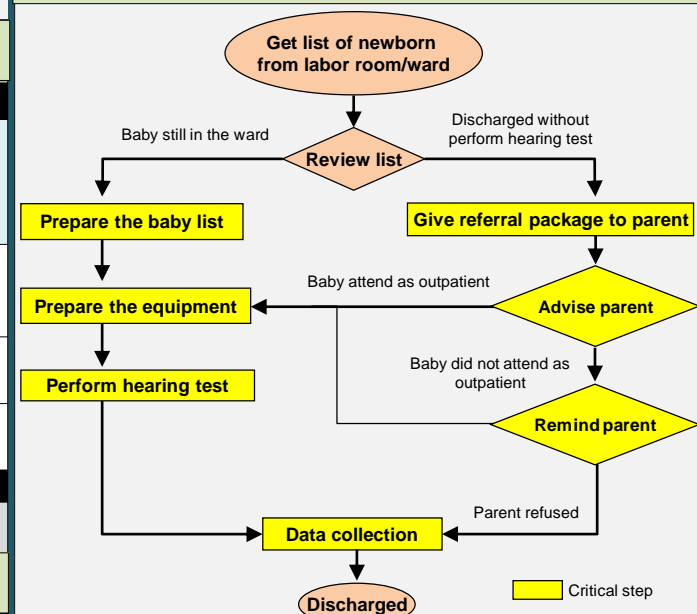 Get list of newborn
from labor room/ward
Baby still in the ward
Discharged without
perform hearing test
Review list
Prepare the baby list
Give referral package to parent
Baby attend as outpatient
Prepare the equipment
Advise parent
Baby did not attend as
outpatient
Perform hearing test
Remind parent
Parent refused
Data collection
Critical step
Discharged